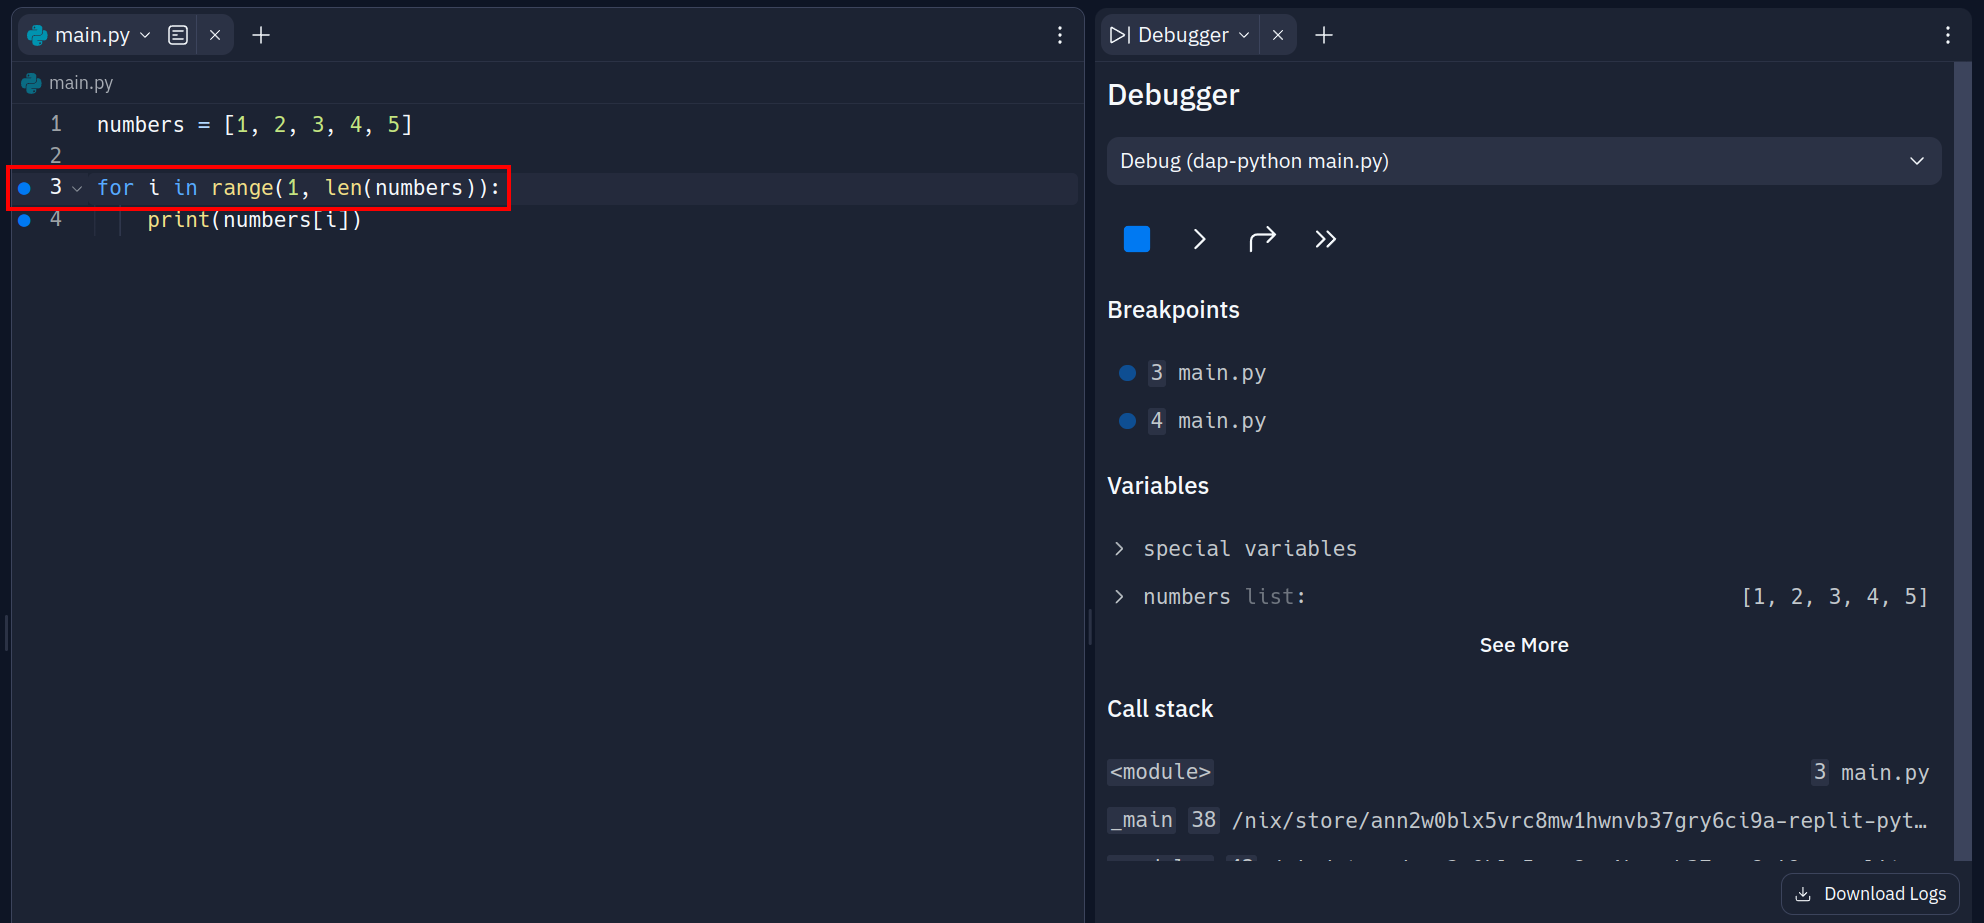 main.py
main.py
1 numbers = [1, 2, 3, 4, 5]
2
3 for i in range(1, len(numbers)):
4 print(numbers[i])
Debugger
Debugger
Debug (dap-python main.py)
Breakpoints
3 main.py
4 main.py
Variables
special variables
numbers list: [1, 2, 3, 4, 5]
See More
Call stack
<module> 3 main.py
_main 38 /nix/store/ann2w0blx5vrc8mw1hwnvb37gry6ci9a-replit-pyt…
Download Logs